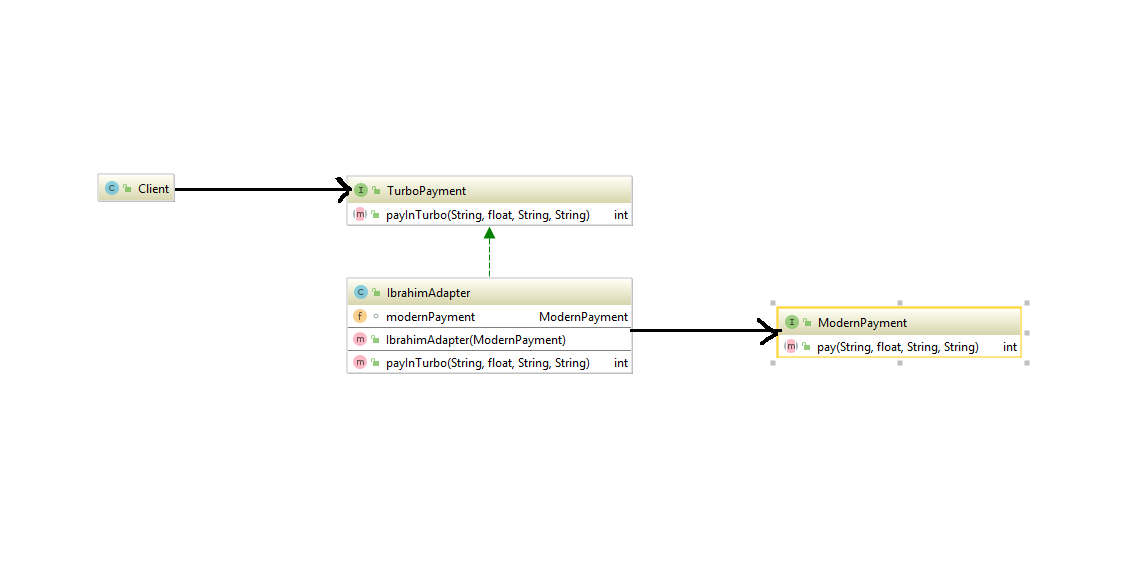 C Client
I TurboPayment
m payInTurbo(String, float, String, String) int
C IbrahimAdapter
f modernPayment ModernPayment
m IbrahimAdapter(ModernPayment)
m payInTurbo(String, float, String, String) int
I ModernPayment
m pay(String, float, String, String) int